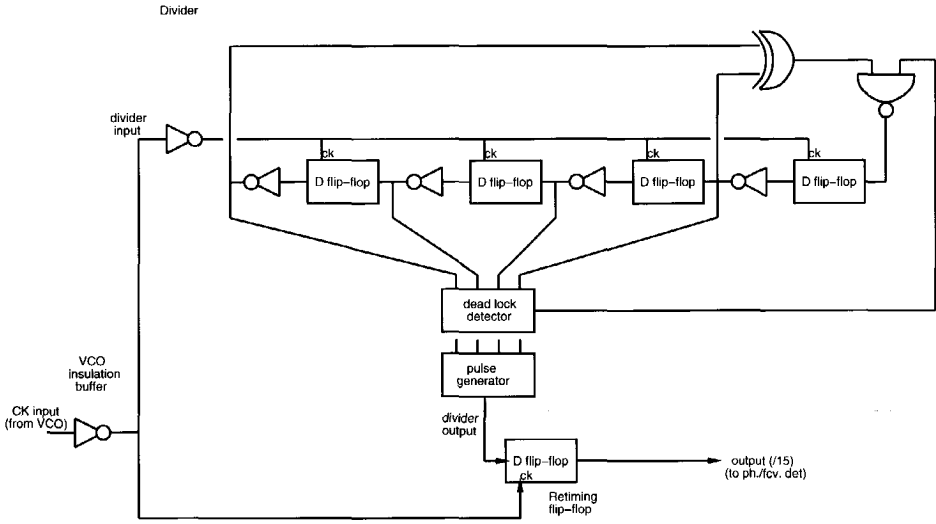 Divider
divider
input
ck
ck
ck
ck
D flip-flop
D flip-flop
D flip-flop
D flip-flop
dead lock
detector
VCO
insulation
buffer
pulse
generator
CK input
(from VCO)
divider
output
D flip-flop
ck
output (/15)
(to ph./fcv. det)
Retiming
flip-flop